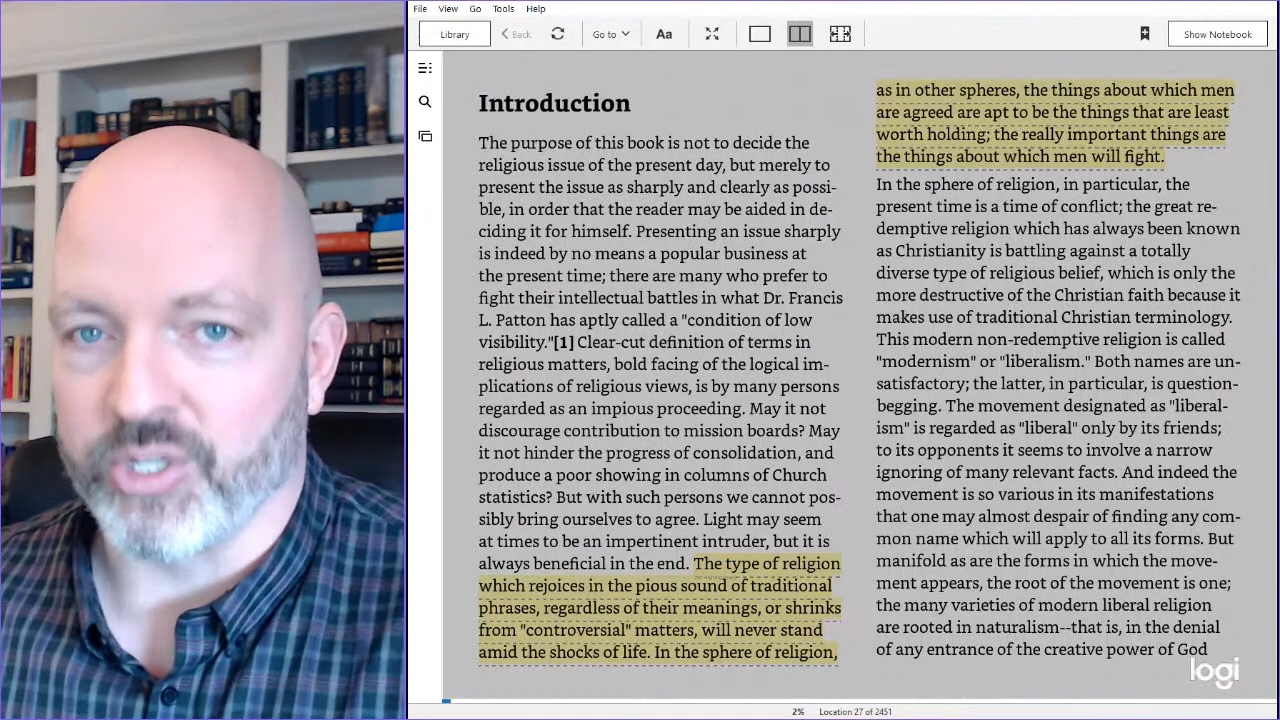 File View Go Tools Help
Library Back Go to Aa Show Notebook
Introduction
The purpose of this book is not to decide the
religious issue of the present day, but merely to
present the issue as sharply and clearly as possi-
ble, in order that the reader may be aided in de-
ciding it for himself. Presenting an issue sharply
is indeed by no means a popular business at
the present time; there are many who prefer to
fight their intellectual battles in what Dr. Francis
L. Patton has aptly called a "condition of low
visibility."[1] Clear-cut definition of terms in
religious matters, bold facing of the logical im-
plications of religious views, is by many persons
regarded as an impious proceeding. May it not
discourage contribution to mission boards? May
it not hinder the progress of consolidation, and
produce a poor showing in columns of Church
statistics? But with such persons we cannot pos-
sibly bring ourselves to agree. Light may seem
at times to be an impertinent intruder, but it is
always beneficial in the end. The type of religion
which rejoices in the pious sound of traditional
phrases, regardless of their meanings, or shrinks
from "controversial" matters, will never stand
amid the shocks of life. In the sphere of religion,
as in other spheres, the things about which men
are agreed are apt to be the things that are least
worth holding; the really important things are
the things about which men will fight.
In the sphere of religion, in particular, the
present time is a time of conflict; the great re-
demptive religion which has always been known
as Christianity is battling against a totally
diverse type of religious belief, which is only the
more destructive of the Christian faith because it
makes use of traditional Christian terminology.
This modern non-redemptive religion is called
"modernism" or "liberalism." Both names are un-
satisfactory; the latter, in particular, is question-
begging. The movement designated as "liberal-
ism" is regarded as "liberal" only by its friends;
to its opponents it seems to involve a narrow
ignoring of many relevant facts. And indeed the
movement is so various in its manifestations
that one may almost despair of finding any com-
mon name which will apply to all its forms. But
manifold as are the forms in which the move-
ment appears, the root of the movement is one;
the many varieties of modern liberal religion
are rooted in naturalism--that is, in the denial
of any entrance of the creative power of God
logi
2% Location 27 of 2451